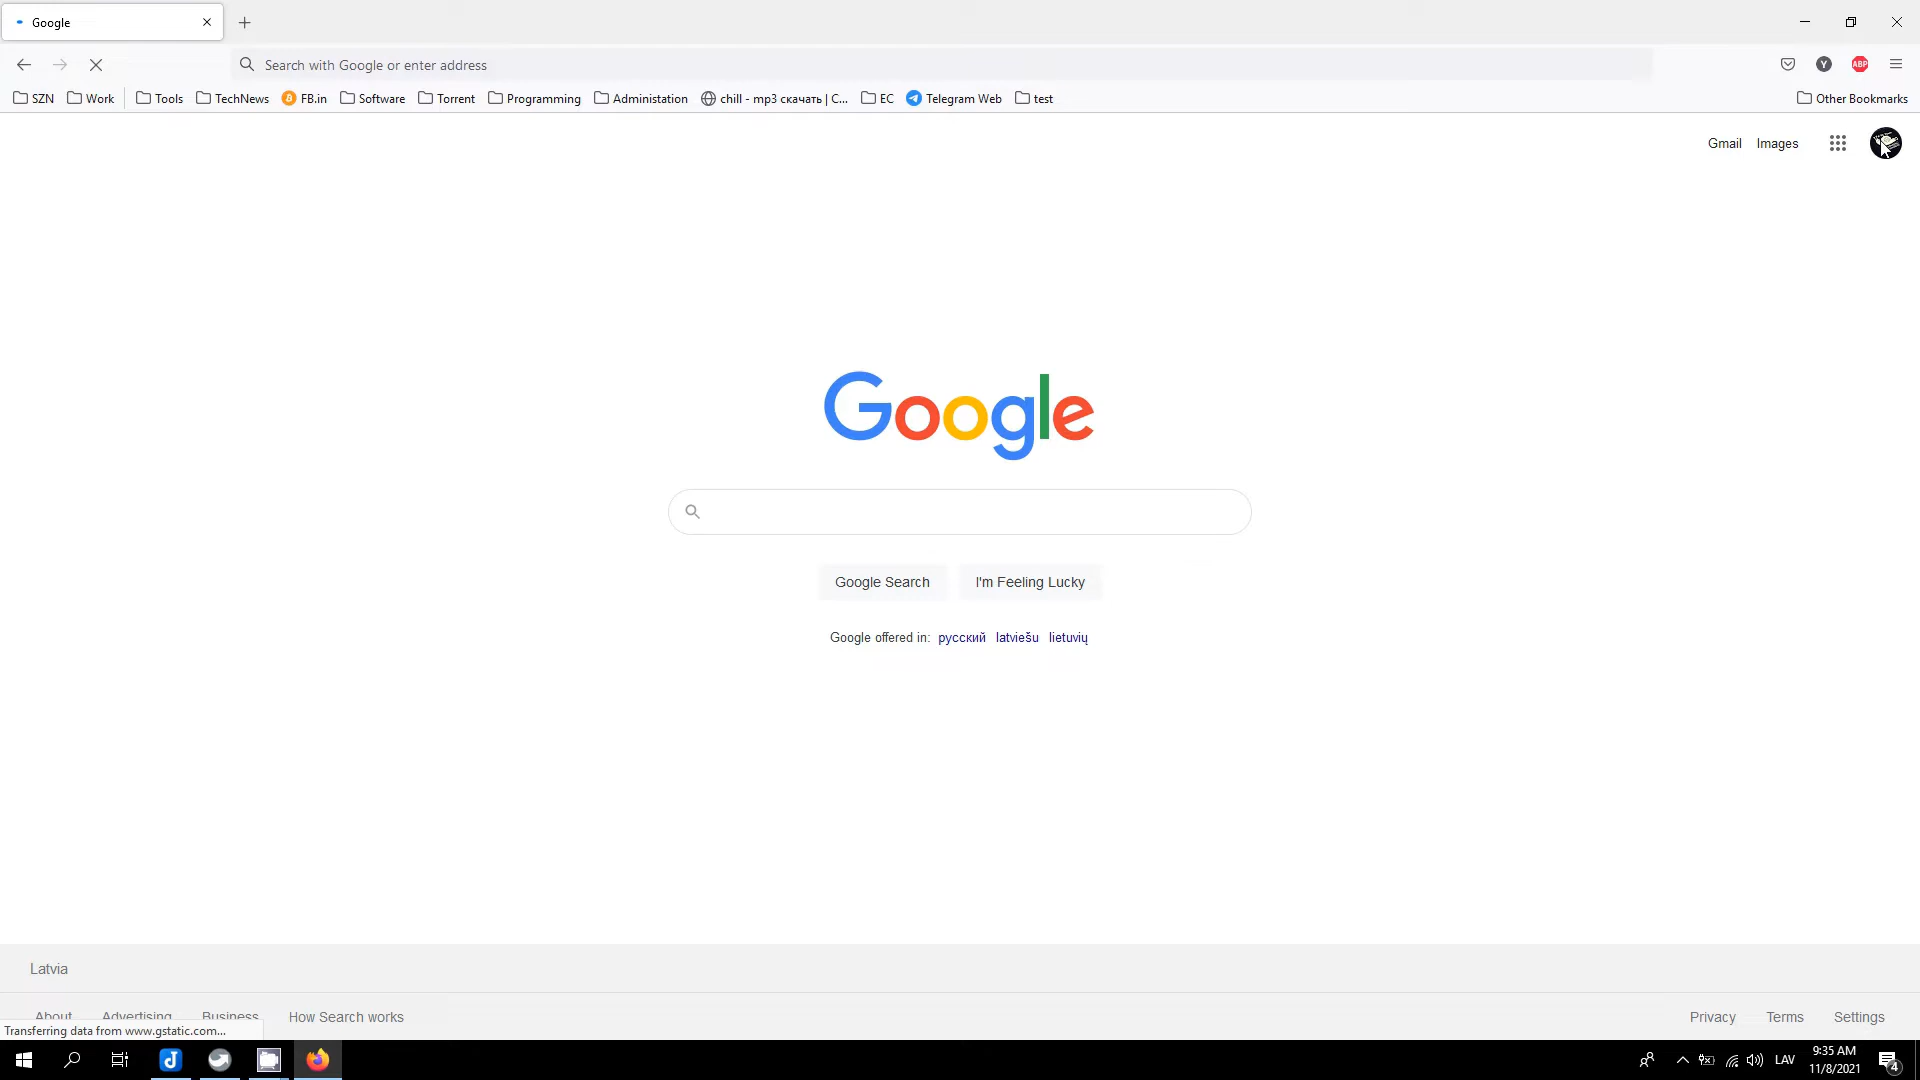 Google
Search with Google or enter address
ABP
SZN Work Tools TechNews FB.in Software Torrent Programming Administation chill - mp3 скачать | С... EC Telegram Web test Other Bookmarks
Gmail Images
Google
Google Search I'm Feeling Lucky
Google offered in: русский latviešu lietuvių
Latvia
About Advertising Business How Search works Privacy Terms Settings
Transferring data from www.gstatic.com...
LAV 9:35 AM
11/8/2021
4